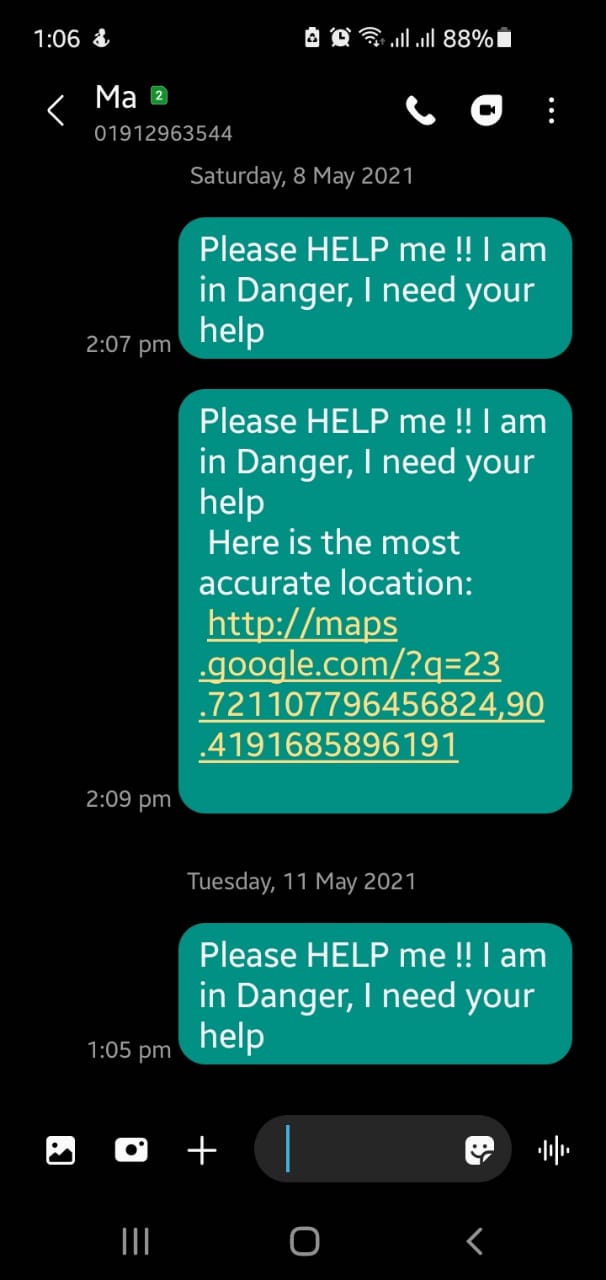 1:06 88%
Ma 2
01912963544
Saturday, 8 May 2021
Please HELP me !! I am
in Danger, I need your
help
2:07 pm
Please HELP me !! I am
in Danger, I need your
help
Here is the most
accurate location:
http://maps
.google.com/?q=23
.721107796456824,90
.4191685896191
2:09 pm
Tuesday, 11 May 2021
Please HELP me !! I am
in Danger, I need your
help
1:05 pm